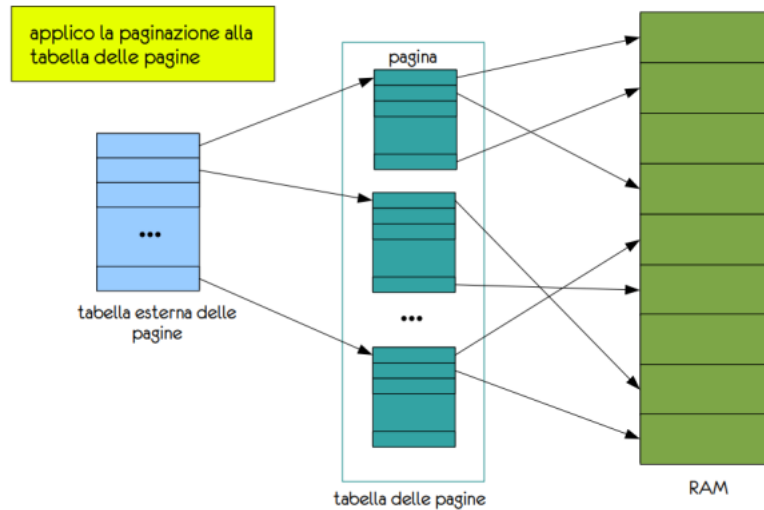 applico la paginazione alla
tabella delle pagine
pagina
...
tabella esterna delle
pagine
...
tabella delle pagine
RAM